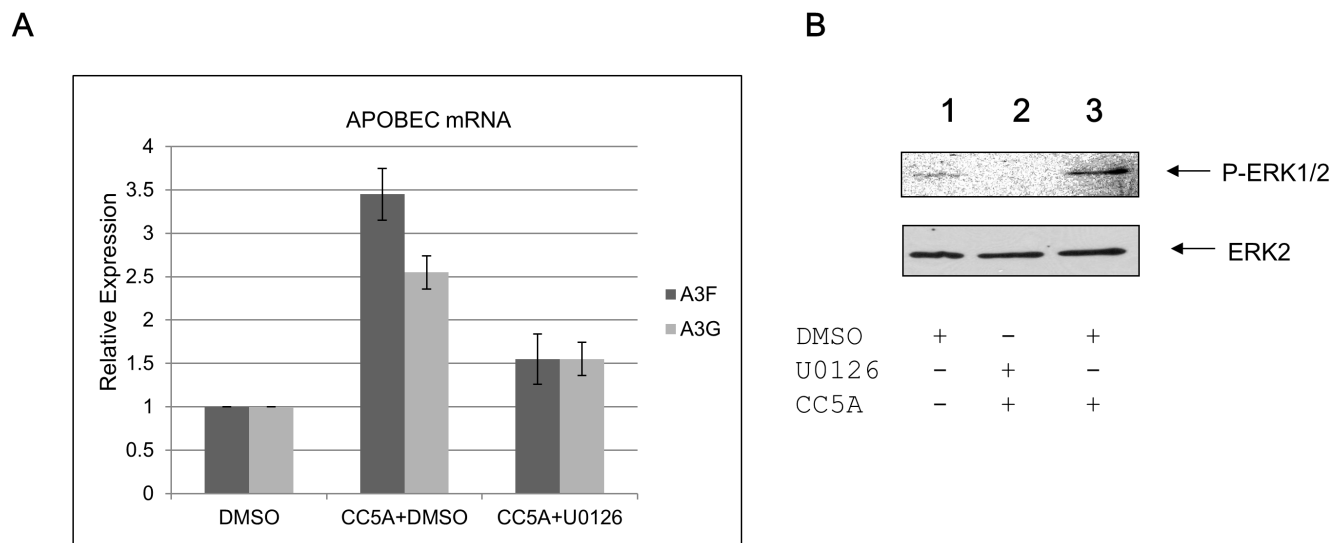 A
APOBEC mRNA
Relative Expression
4
3.5
3
2.5
2
1.5
1
0.5
0
DMSO CC5A+DMSO CC5A+U0126
A3F
A3G
B
1 2 3
P-ERK1/2
ERK2
DMSO + − +
U0126 − + −
CC5A − + +